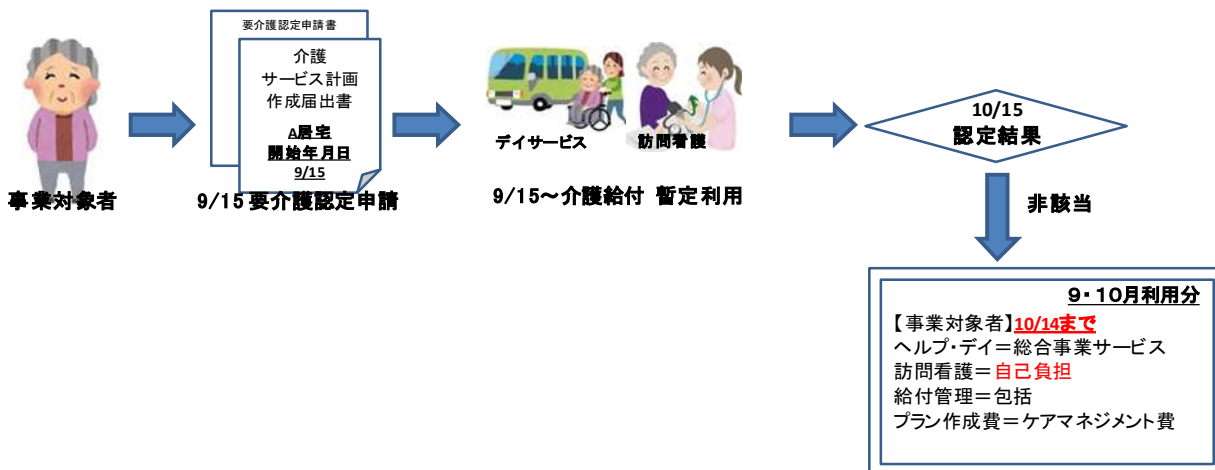 要介護認定申請書
介護
サービス計画
作成届出書
A居宅
開始年月日
9/15
事業対象者
9/15 要介護認定申請
デイサービス
訪問看護
9/15～介護給付 暫定利用
10/15
認定結果
非該当
9・10月利用分
【事業対象者】10/14まで
ヘルプ・デイ＝総合事業サービス
訪問看護＝自己負担
給付管理＝包括
プラン作成費＝ケアマネジメント費